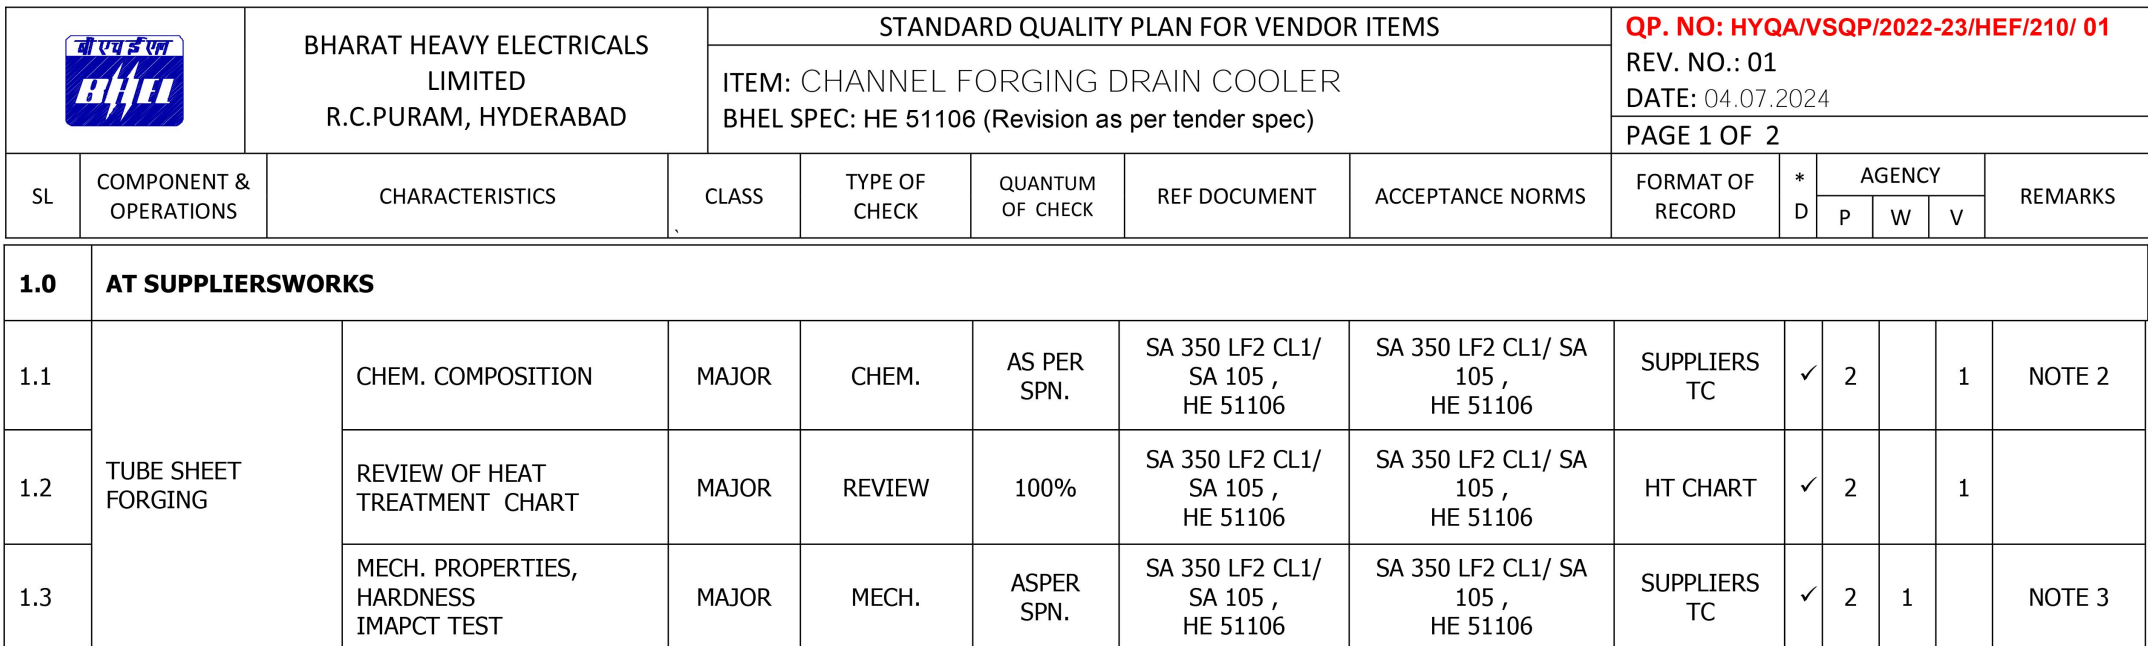 बी एच ई एल
BHEL
BHARAT HEAVY ELECTRICALS
LIMITED
R.C.PURAM, HYDERABAD
STANDARD QUALITY PLAN FOR VENDOR ITEMS
ITEM: CHANNEL FORGING DRAIN COOLER
BHEL SPEC: HE 51106 (Revision as per tender spec)
QP. NO: HYQA/VSQP/2022-23/HEF/210/ 01
REV. NO.: 01
DATE: 04.07.2024
PAGE 1 OF 2
SL
COMPONENT &
OPERATIONS
CHARACTERISTICS
CLASS
`
TYPE OF
CHECK
QUANTUM
OF CHECK
REF DOCUMENT
ACCEPTANCE NORMS
FORMAT OF
RECORD
*
D
AGENCY
P
W
V
REMARKS
1.0
AT SUPPLIERSWORKS
1.1
TUBE SHEET
FORGING
CHEM. COMPOSITION
MAJOR
CHEM.
AS PER
SPN.
SA 350 LF2 CL1/
SA 105 ,
HE 51106
SA 350 LF2 CL1/ SA
105 ,
HE 51106
SUPPLIERS
TC
✓
2
1
NOTE 2
1.2
REVIEW OF HEAT
TREATMENT CHART
MAJOR
REVIEW
100%
SA 350 LF2 CL1/
SA 105 ,
HE 51106
SA 350 LF2 CL1/ SA
105 ,
HE 51106
HT CHART
✓
2
1
1.3
MECH. PROPERTIES,
HARDNESS
IMAPCT TEST
MAJOR
MECH.
ASPER
SPN.
SA 350 LF2 CL1/
SA 105 ,
HE 51106
SA 350 LF2 CL1/ SA
105 ,
HE 51106
SUPPLIERS
TC
✓
2
1
NOTE 3